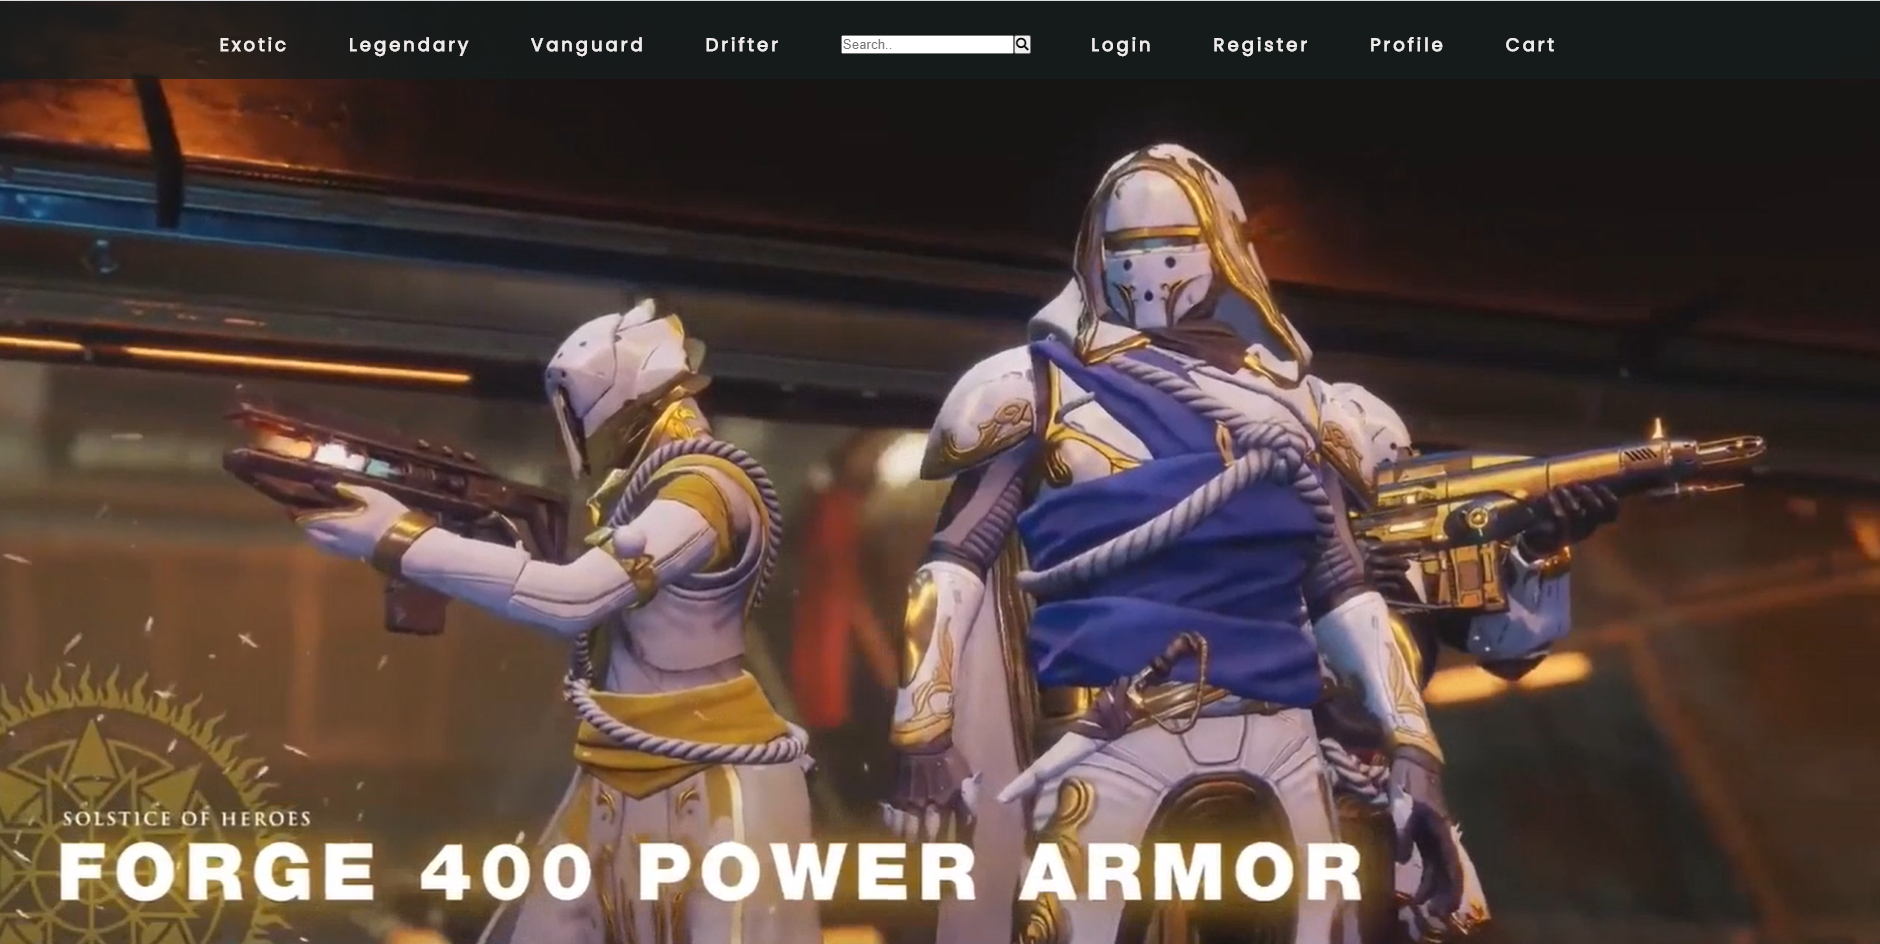 Exotic Legendary Vanguard Drifter Search.. Login Register Profile Cart
SOLSTICE OF HEROES
FORGE 400 POWER ARMOR